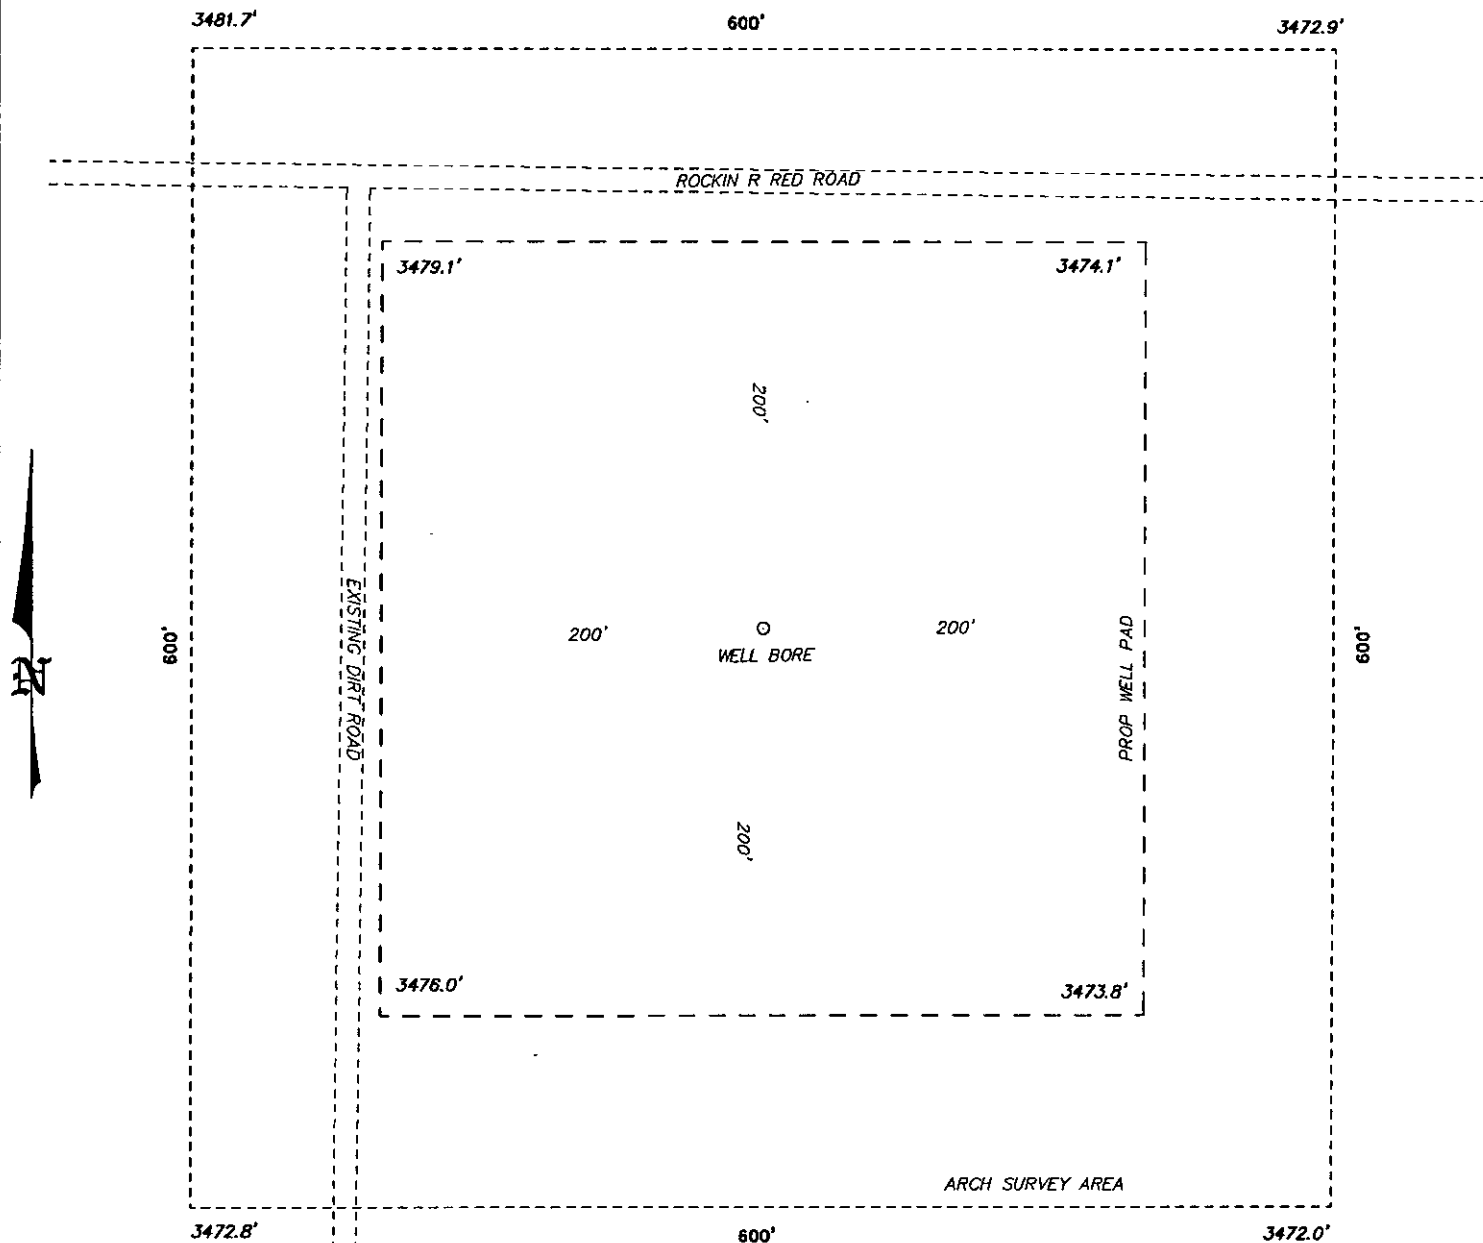 3481.7' 600' 3472.9'
ROCKIN R RED ROAD
3479.1' 3474.1'
200'
EXISTING DIRT ROAD
600'
200' 200'
WELL BORE
PROP WELL PAD
600'
N
200'
3476.0' 3473.8'
ARCH SURVEY AREA
3472.8' 600' 3472.0'